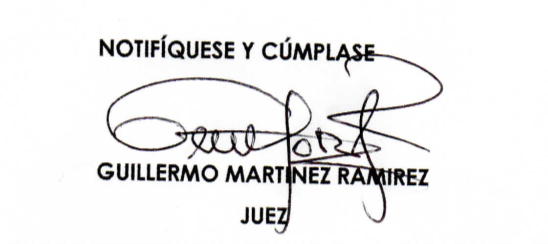 NOTIFÍQUESE Y CÚMPLASE
GUILLERMO MARTINEZ RAMIREZ
JUEZ